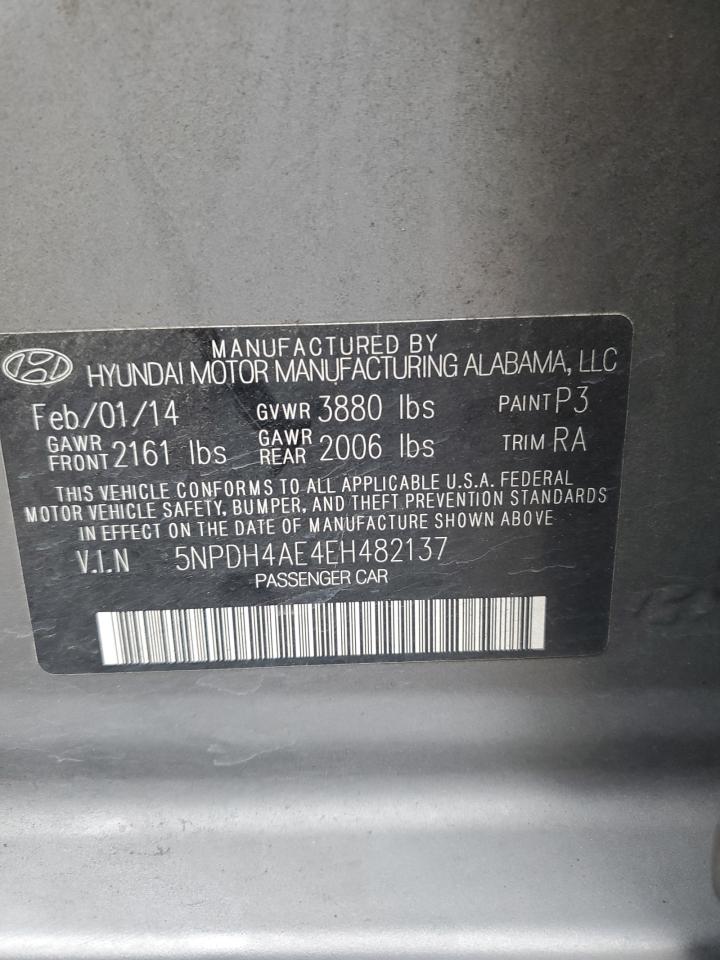 MANUFACTURED BY
HYUNDAI MOTOR MANUFACTURING ALABAMA, LLC
Feb/01/14 GVWR 3880 lbs PAINT P3
GAWR FRONT 2161 lbs GAWR REAR 2006 lbs TRIM RA
THIS VEHICLE CONFORMS TO ALL APPLICABLE U.S.A. FEDERAL
MOTOR VEHICLE SAFETY, BUMPER, AND THEFT PREVENTION STANDARDS
IN EFFECT ON THE DATE OF MANUFACTURE SHOWN ABOVE
V.I.N 5NPDH4AE4EH482137
PASSENGER CAR